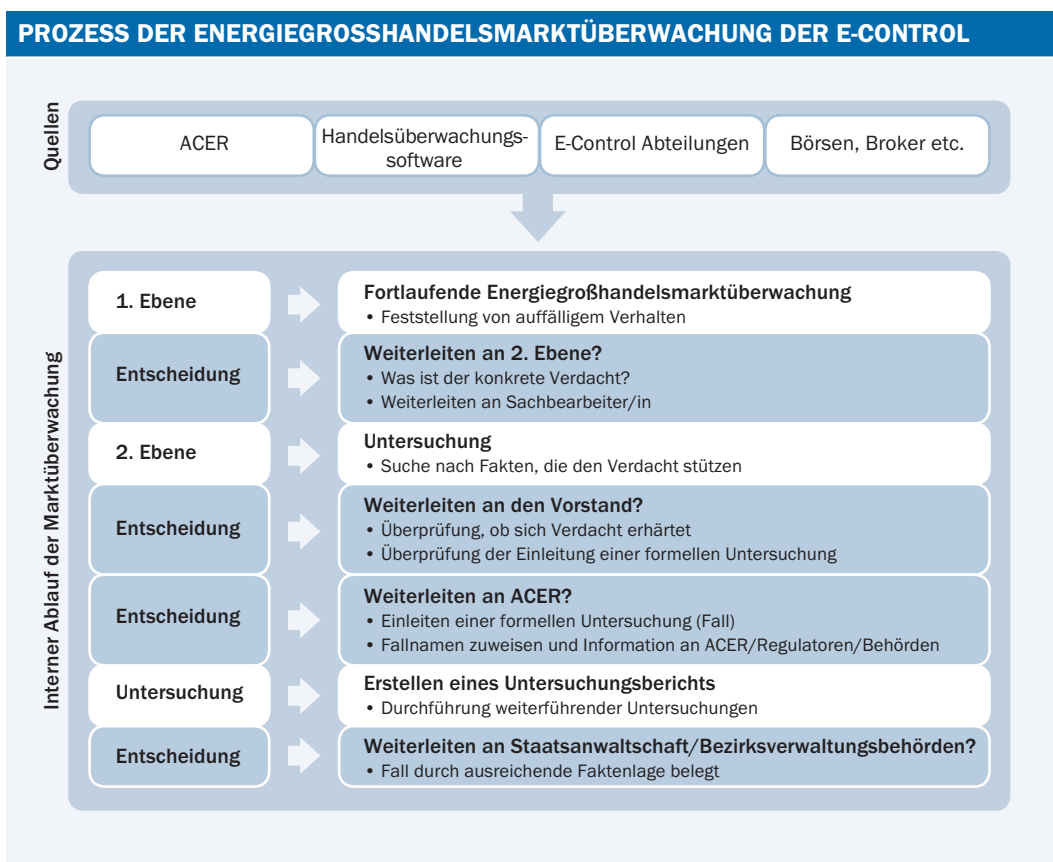 PROZESS DER ENERGIEGROSSHANDELSMARKTÜBERWACHUNG DER E-CONTROL
Quellen
ACER
Handelsüberwachungs-
software
E-Control Abteilungen
Börsen, Broker etc.
Interner Ablauf der Marktüberwachung
1. Ebene
Fortlaufende Energiegroßhandelsmarktüberwachung
• Feststellung von auffälligem Verhalten
Entscheidung
Weiterleiten an 2. Ebene?
• Was ist der konkrete Verdacht?
• Weiterleiten an Sachbearbeiter/in
2. Ebene
Untersuchung
• Suche nach Fakten, die den Verdacht stützen
Entscheidung
Weiterleiten an den Vorstand?
• Überprüfung, ob sich Verdacht erhärtet
• Überprüfung der Einleitung einer formellen Untersuchung
Entscheidung
Weiterleiten an ACER?
• Einleiten einer formellen Untersuchung (Fall)
• Fallnamen zuweisen und Information an ACER/Regulatoren/Behörden
Untersuchung
Erstellen eines Untersuchungsberichts
• Durchführung weiterführender Untersuchungen
Entscheidung
Weiterleiten an Staatsanwaltschaft/Bezirksverwaltungsbehörden?
• Fall durch ausreichende Faktenlage belegt